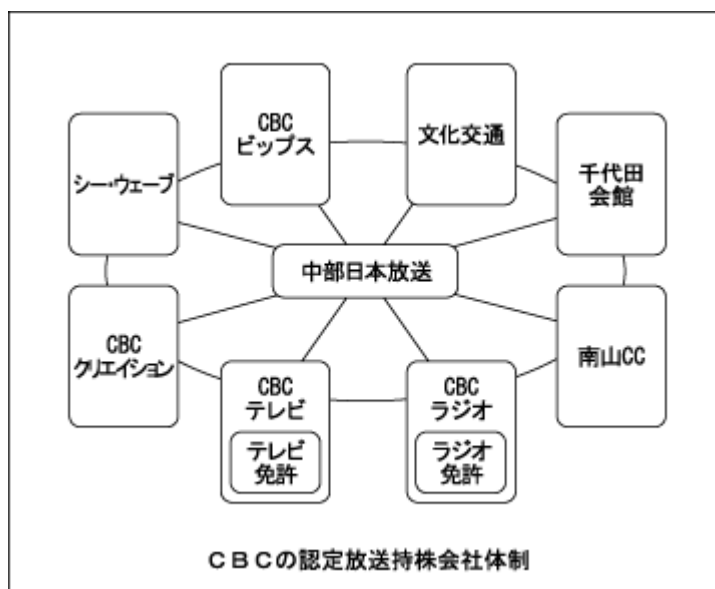 CBC
ビップス
文化交通
シー・ウェーブ
千代田
会館
中部日本放送
CBC
クリエイション
南山CC
CBC
テレビ
テレビ
免許
CBC
ラジオ
ラジオ
免許
CBCの認定放送持株会社体制